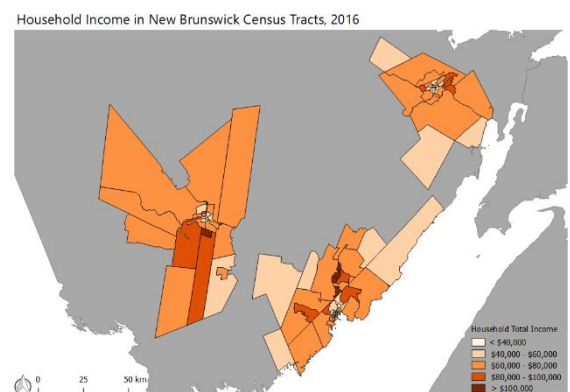 Household Income in New Brunswick Census Tracts, 2016
Household Total Income
< $40,000
$40,000 - $60,000
$60,000 - $80,000
$80,000 - $100,000
> $100,000
0 25 50 km